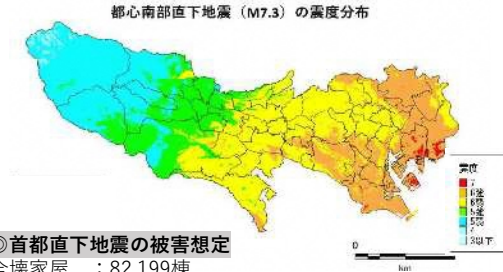 都心南部直下地震（M7.3）の震度分布
震度
7
6強
6弱
5強
5弱
4
3以下
0
km
◎首都直下地震の被害想定
全壊家屋　：82,199棟